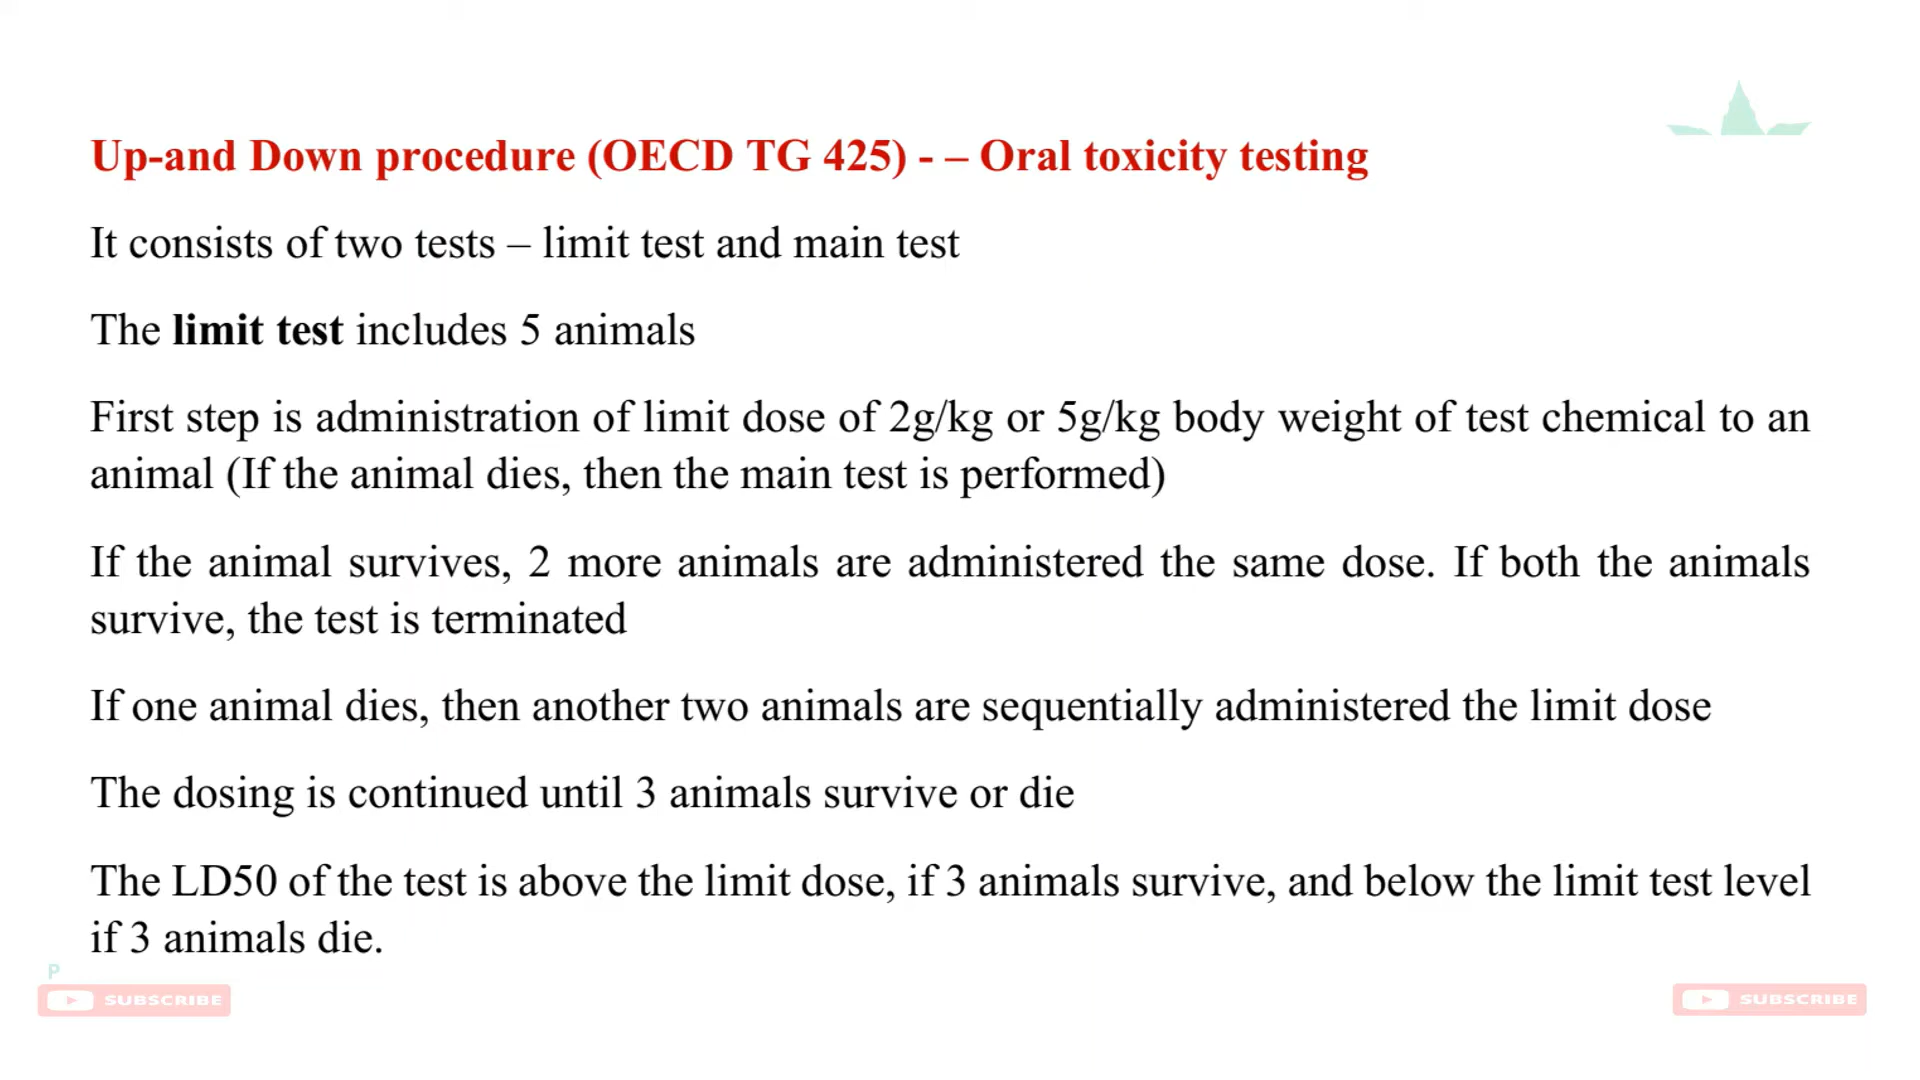 Up-and Down procedure (OECD TG 425) - – Oral toxicity testing
It consists of two tests – limit test and main test
The limit test includes 5 animals
First step is administration of limit dose of 2g/kg or 5g/kg body weight of test chemical to an
animal (If the animal dies, then the main test is performed)
If the animal survives, 2 more animals are administered the same dose. If both the animals
survive, the test is terminated
If one animal dies, then another two animals are sequentially administered the limit dose
The dosing is continued until 3 animals survive or die
The LD50 of the test is above the limit dose, if 3 animals survive, and below the limit test level
if 3 animals die.
P
SUBSCRIBE
SUBSCRIBE